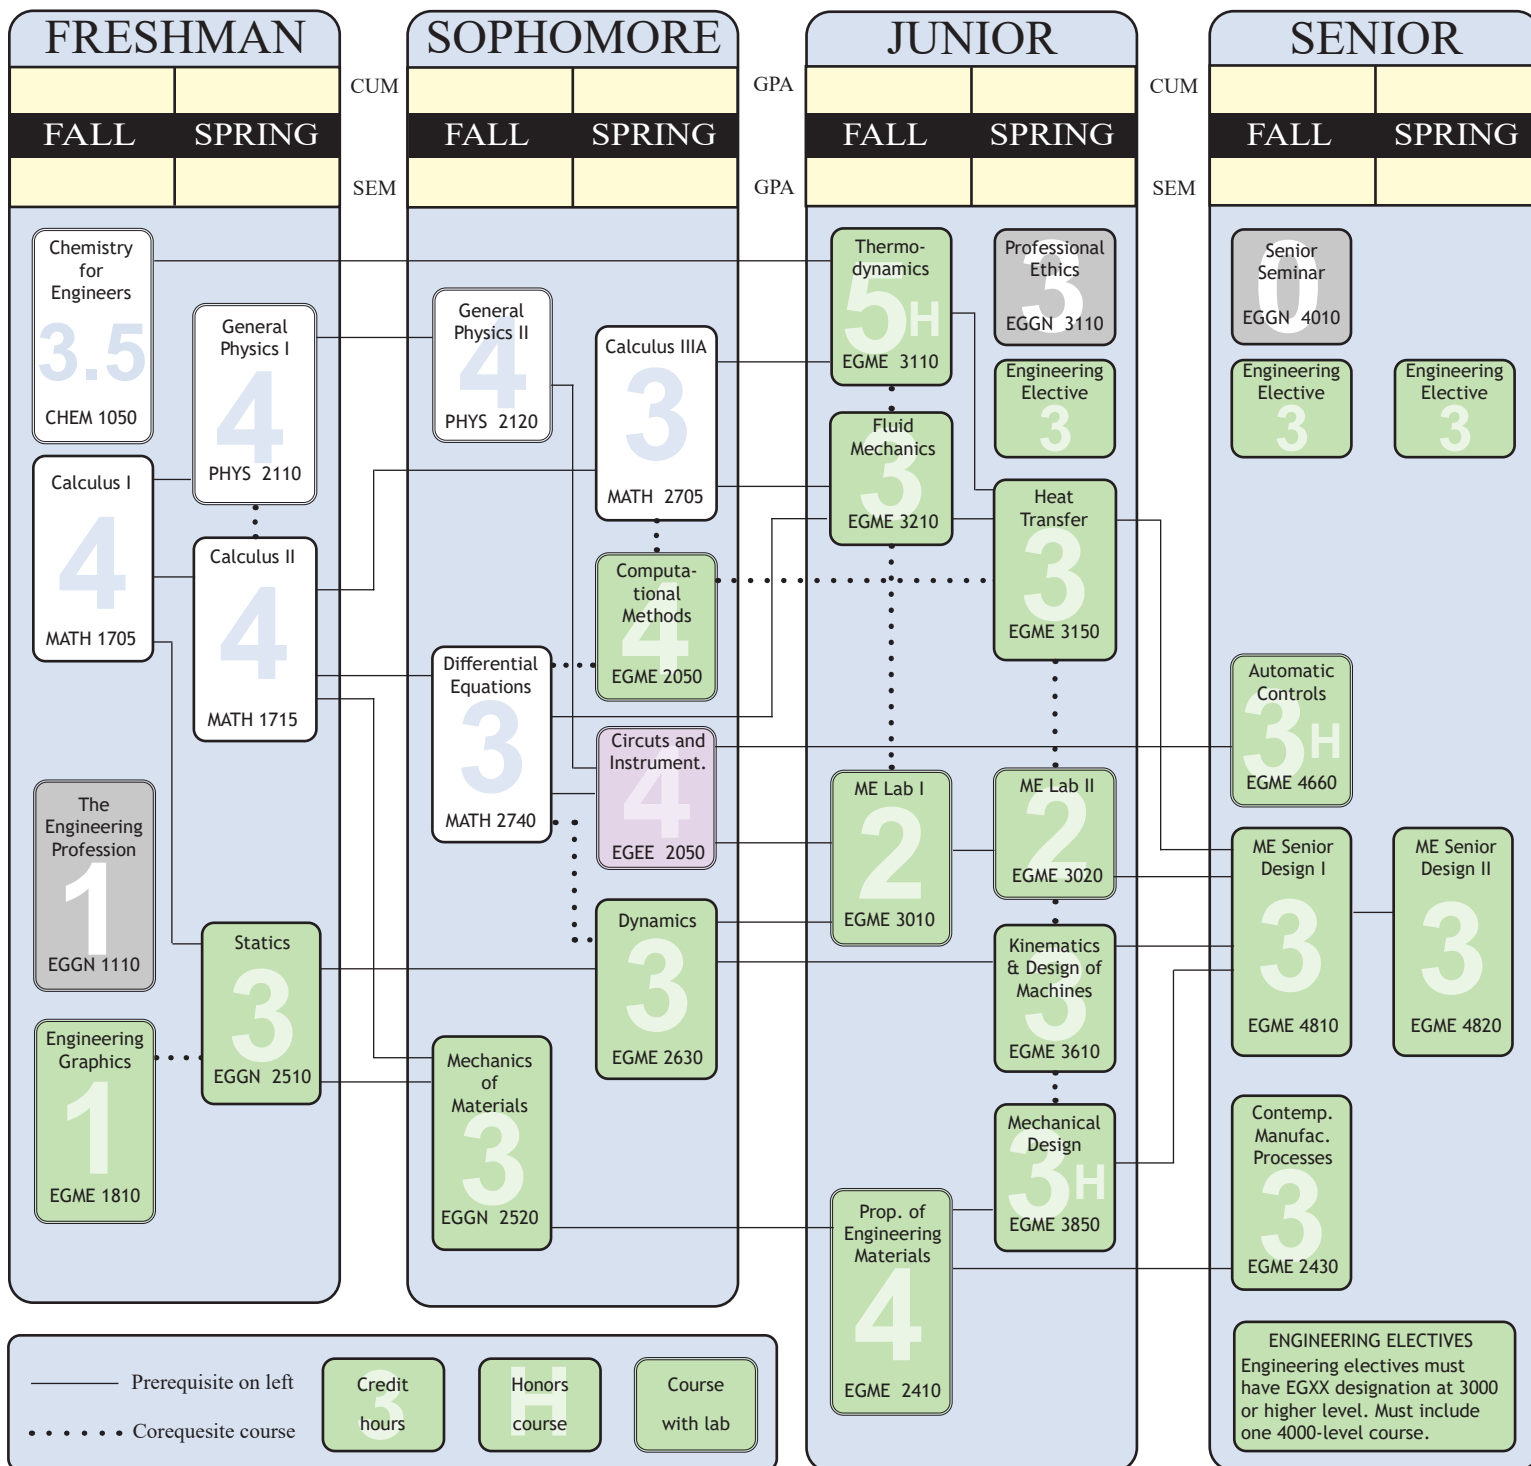 FRESHMAN
SOPHOMORE
JUNIOR
SENIOR
CUM
GPA
CUM
FALL
SPRING
FALL
SPRING
FALL
SPRING
FALL
SPRING
SEM
GPA
SEM
Chemistry
for
Engineers
3.5
CHEM 1050
Calculus I
4
MATH 1705
The
Engineering
Profession
1
EGGN 1110
Engineering
Graphics
1
EGME 1810
General
Physics I
4
PHYS 2110
Calculus II
4
MATH 1715
Statics
3
EGGN 2510
General
Physics II
4
PHYS 2120
Differential
Equations
3
MATH 2740
Mechanics
of
Materials
3
EGGN 2520
Calculus IIIA
3
MATH 2705
Computa-
tional
Methods
4
EGME 2050
Circuts and
Instrument.
4
EGEE 2050
Dynamics
3
EGME 2630
Thermo-
dynamics
5H
EGME 3110
Fluid
Mechanics
3
EGME 3210
ME Lab I
2
EGME 3010
Prop. of
Engineering
Materials
4
EGME 2410
Professional
Ethics
3
EGGN 3110
Engineering
Elective
3
Heat
Transfer
3
EGME 3150
ME Lab II
2
EGME 3020
Kinematics
& Design of
Machines
3
EGME 3610
Mechanical
Design
3H
EGME 3850
Senior
Seminar
0
EGGN 4010
Engineering
Elective
3
Automatic
Controls
3H
EGME 4660
ME Senior
Design I
3
EGME 4810
Contemp.
Manufac.
Processes
3
EGME 2430
Engineering
Elective
3
ME Senior
Design II
3
EGME 4820
Prerequisite on left
Corequesite course
Credit
3
hours
Honors
H
course
Course
with lab
ENGINEERING ELECTIVES
Engineering electives must
have EGXX designation at 3000
or higher level. Must include
one 4000-level course.